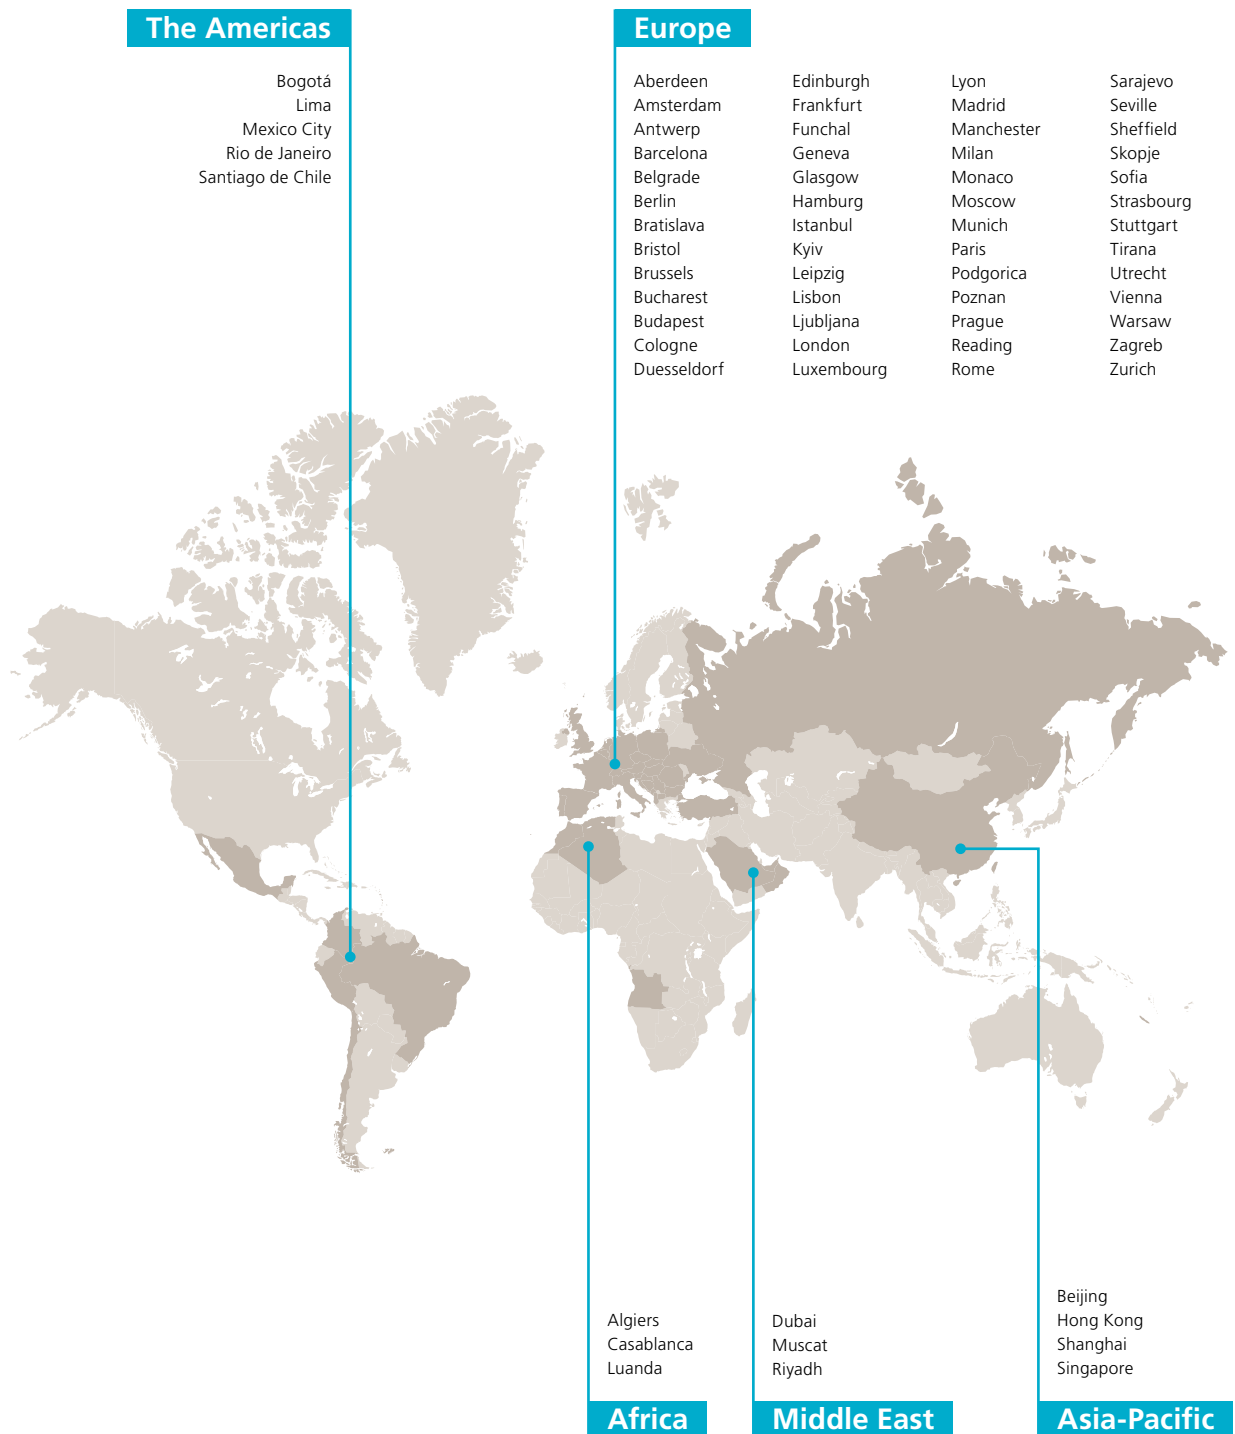 The Americas
Bogotá
Lima
Mexico City
Rio de Janeiro
Santiago de Chile
Europe
Aberdeen
Amsterdam
Antwerp
Barcelona
Belgrade
Berlin
Bratislava
Bristol
Brussels
Bucharest
Budapest
Cologne
Duesseldorf
Edinburgh
Frankfurt
Funchal
Geneva
Glasgow
Hamburg
Istanbul
Kyiv
Leipzig
Lisbon
Ljubljana
London
Luxembourg
Lyon
Madrid
Manchester
Milan
Monaco
Moscow
Munich
Paris
Podgorica
Poznan
Prague
Reading
Rome
Sarajevo
Seville
Sheffield
Skopje
Sofia
Strasbourg
Stuttgart
Tirana
Utrecht
Vienna
Warsaw
Zagreb
Zurich
Algiers
Casablanca
Luanda
Africa
Dubai
Muscat
Riyadh
Middle East
Beijing
Hong Kong
Shanghai
Singapore
Asia-Pacific